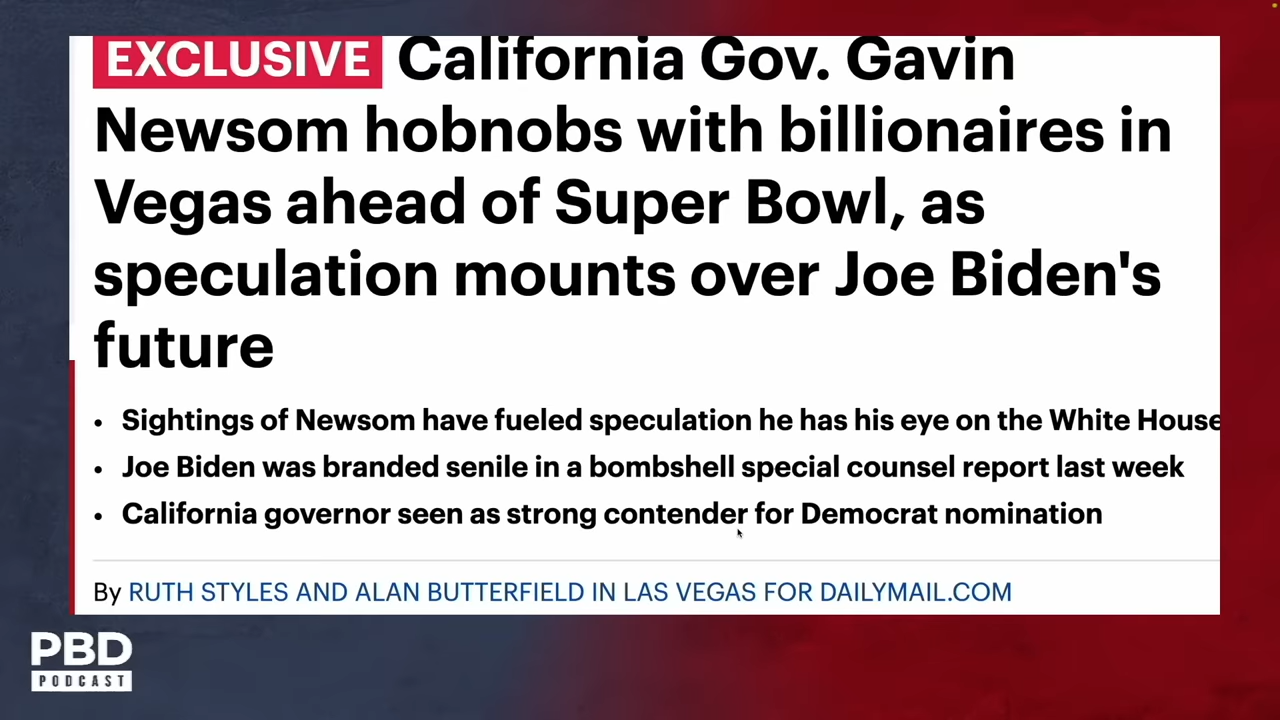 EXCLUSIVE California Gov. Gavin
Newsom hobnobs with billionaires in
Vegas ahead of Super Bowl, as
speculation mounts over Joe Biden's
future
• Sightings of Newsom have fueled speculation he has his eye on the White House
• Joe Biden was branded senile in a bombshell special counsel report last week
• California governor seen as strong contender for Democrat nomination
By RUTH STYLES AND ALAN BUTTERFIELD IN LAS VEGAS FOR DAILYMAIL.COM
PBD
PODCAST